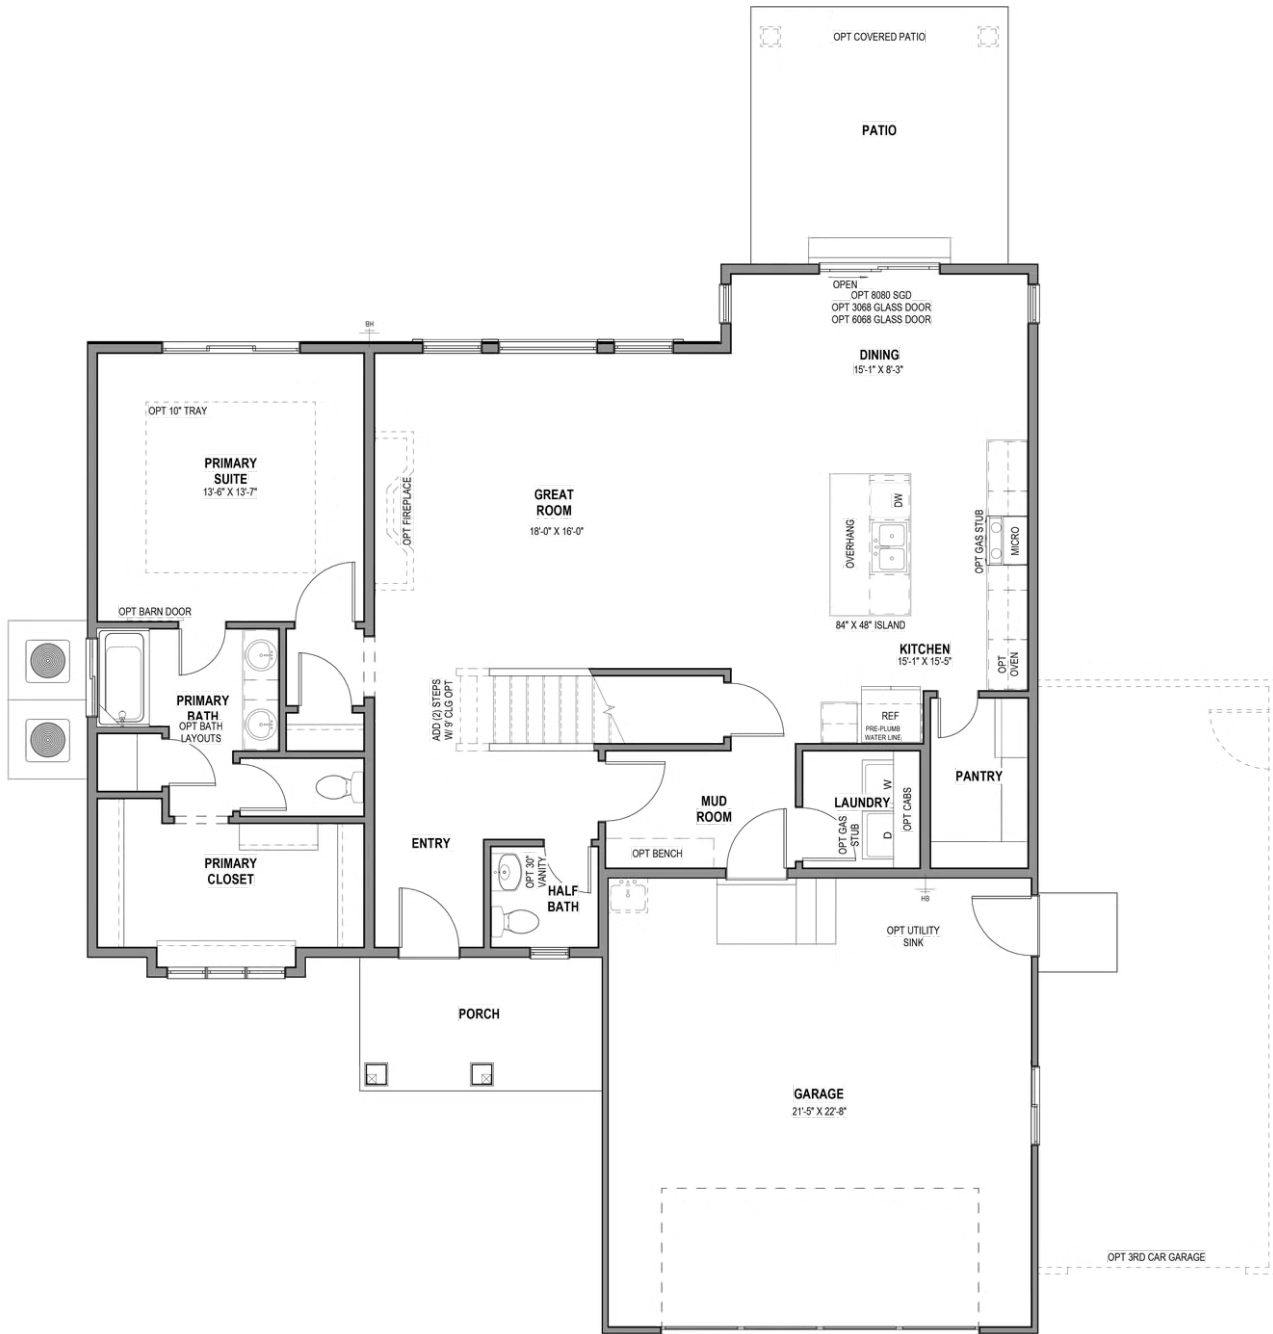 OPT COVERED PATIO
PATIO
OPEN
OPT 8080 SGD
OPT 3068 GLASS DOOR
OPT 6068 GLASS DOOR
DINING
15'-1" X 8'-3"
BH
OPT 10" TRAY
PRIMARY
SUITE
13'-6" X 13'-7"
OPT FIREPLACE
GREAT
ROOM
18'-0" X 16'-0"
OVERHANG
DW
OPT GAS STUB
MICRO
84" X 48" ISLAND
KITCHEN
15'-1" X 15'-5"
OPT
OVEN
OPT BARN DOOR
PRIMARY
BATH
OPT BATH
LAYOUTS
ADD (2) STEPS
W/ 9' CLG OPT
REF
PRE-PLUMB
WATER LINE
PANTRY
MUD
ROOM
LAUNDRY
W
D
OPT CABS
OPT GAS
STUB
OPT BENCH
ENTRY
PRIMARY
CLOSET
OPT 30"
VANITY
HALF
BATH
HB
OPT UTILITY
SINK
PORCH
GARAGE
21'-5" X 22'-8"
OPT 3RD CAR GARAGE